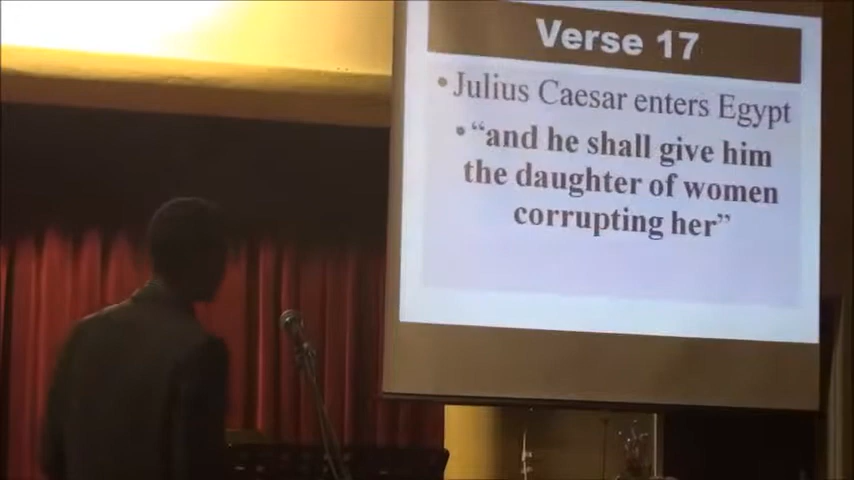 Verse 17
• Julius Caesar enters Egypt
• “and he shall give him
the daughter of women
corrupting her”